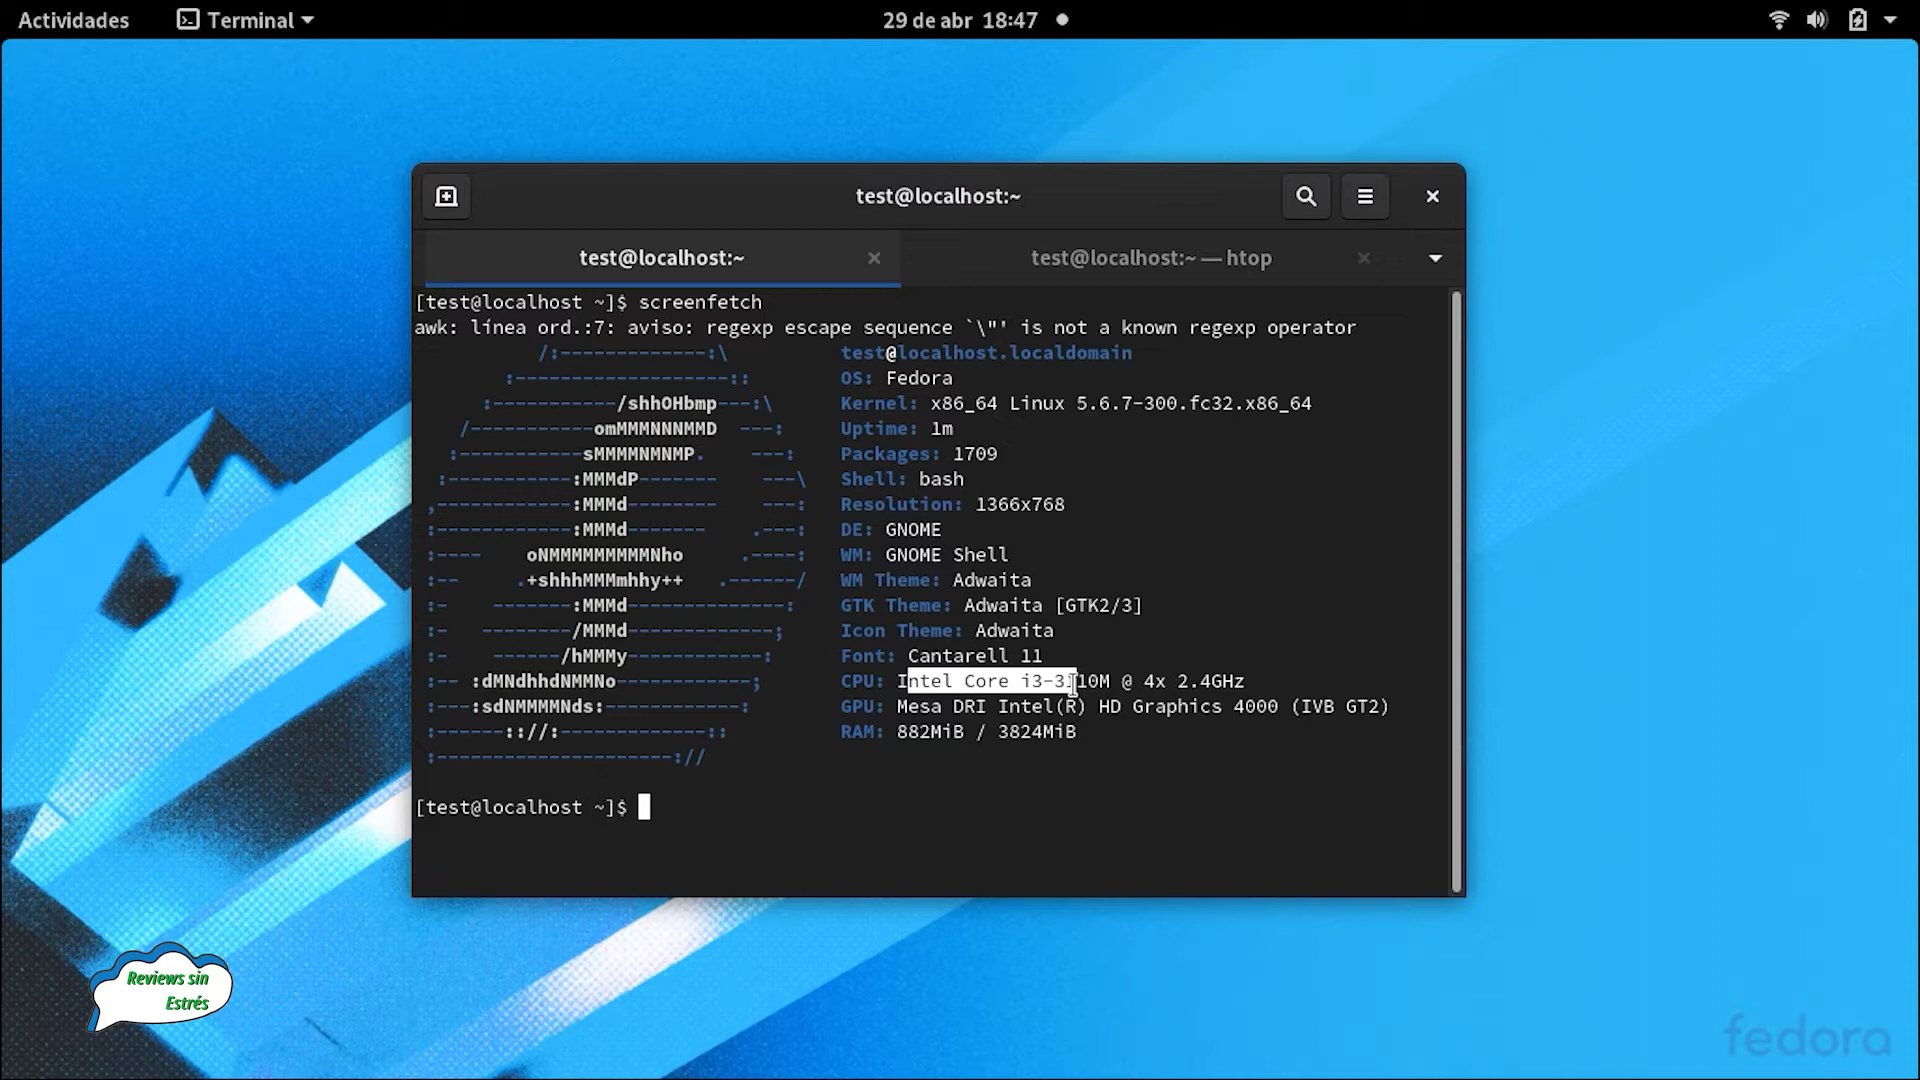 Actividades
Terminal
29 de abr 18:47
test@localhost:~
test@localhost:~
test@localhost:~ — htop
[test@localhost ~]$ screenfetch
awk: línea ord.:7: aviso: regexp escape sequence `\"' is not a known regexp operator
/:-------------:\ test@localhost.localdomain
:-------------------:: OS: Fedora
:-----------/shhOHbmp---:\ Kernel: x86_64 Linux 5.6.7-300.fc32.x86_64
/-----------omMMMNNNMMD ---: Uptime: 1m
:-----------sMMMMNMNMP. ---: Packages: 1709
:-----------:MMMdP------- ---\ Shell: bash
,------------:MMMd-------- ---: Resolution: 1366x768
:------------:MMMd------- .---: DE: GNOME
:---- oNMMMMMMMMMNho .----: WM: GNOME Shell
:-- .+shhhMMMmhhy++ .------/ WM Theme: Adwaita
:- -------:MMMd--------------: GTK Theme: Adwaita [GTK2/3]
:- --------/MMMd-------------; Icon Theme: Adwaita
:- ------/hMMMy------------: Font: Cantarell 11
:-- :dMNdhhdNMMNo------------; CPU: Intel Core i3-3110M @ 4x 2.4GHz
:---:sdNMMMMNds:------------: GPU: Mesa DRI Intel(R) HD Graphics 4000 (IVB GT2)
:------:://:-------------:: RAM: 882MiB / 3824MiB
:---------------------://
[test@localhost ~]$
Reviews sin
Estrés
fedora